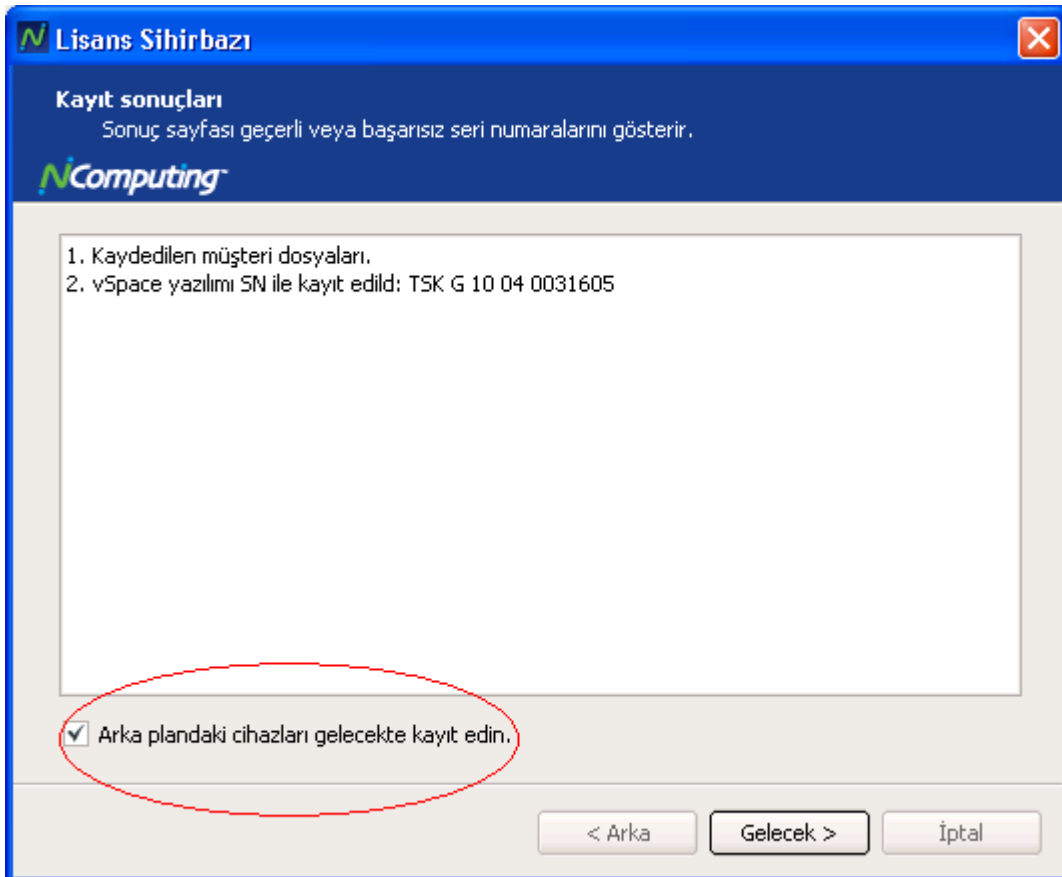 Lisans Sihirbazı
Kayıt sonuçları
Sonuç sayfası geçerli veya başarısız seri numaralarını gösterir.
NComputing
1. Kaydedilen müşteri dosyaları.
2. vSpace yazılımı SN ile kayıt edild: TSK G 10 04 0031605
Arka plandaki cihazları gelecekte kayıt edin.
< Arka
Gelecek >
İptal